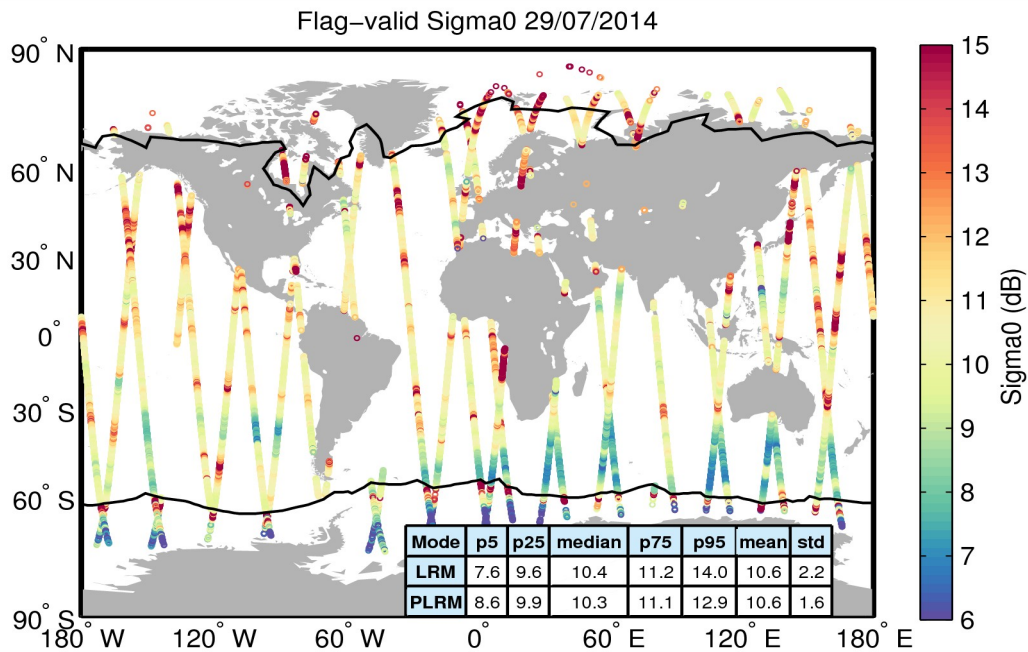 Flag−valid Sigma0 29/07/2014
90° N
60° N
30° N
0°
30° S
60° S
90° S
180° W
120° W
60° W
0°
60° E
120° E
180° E
Mode p5 p25 median p75 p95 mean std
LRM 7.6 9.6 10.4 11.2 14.0 10.6 2.2
PLRM 8.6 9.9 10.3 11.1 12.9 10.6 1.6
15
14
13
12
11
10
9
8
7
6
Sigma0 (dB)